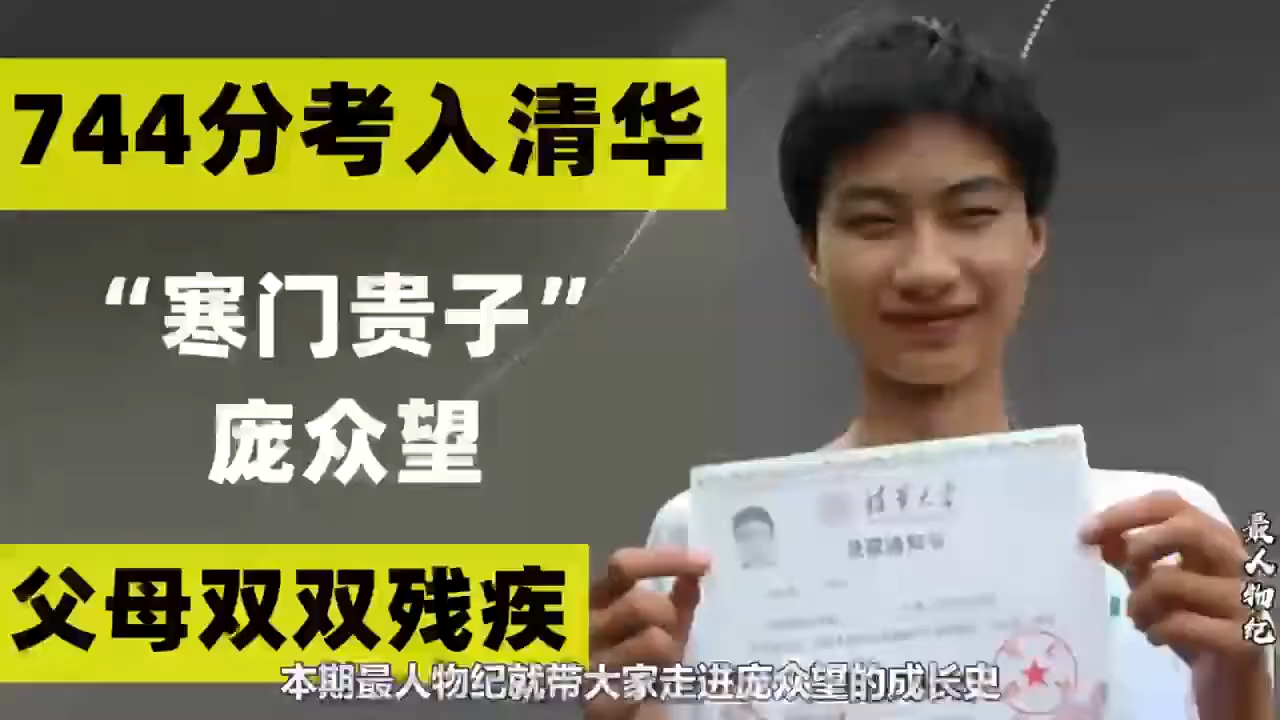 744分考入清华
“寒门贵子”
庞众望
父母双双残疾
清华大学
录取通知书
最人物纪
本期最人物纪就带大家走进庞众望的成长史